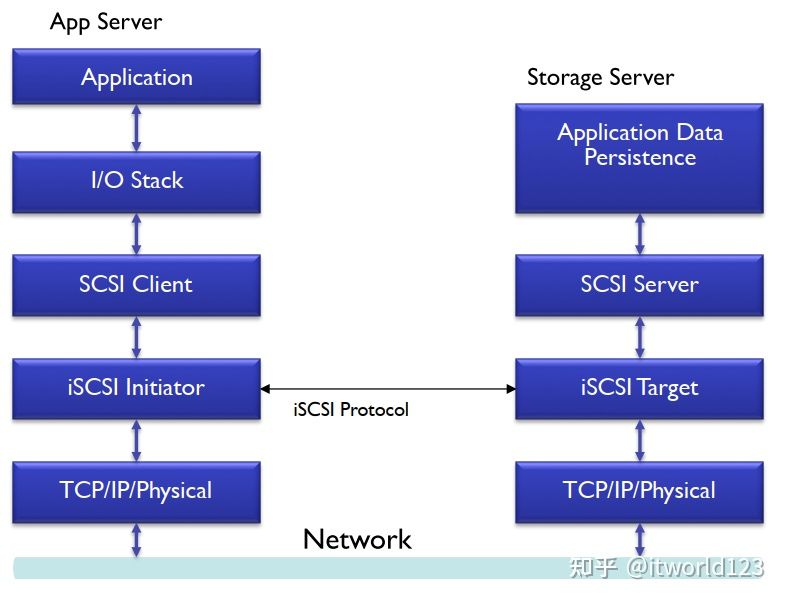 App Server
Application
I/O Stack
SCSI Client
iSCSI Initiator
TCP/IP/Physical
Storage Server
Application Data
Persistence
SCSI Server
iSCSI Target
TCP/IP/Physical
iSCSI Protocol
Network
知乎 @itworld123